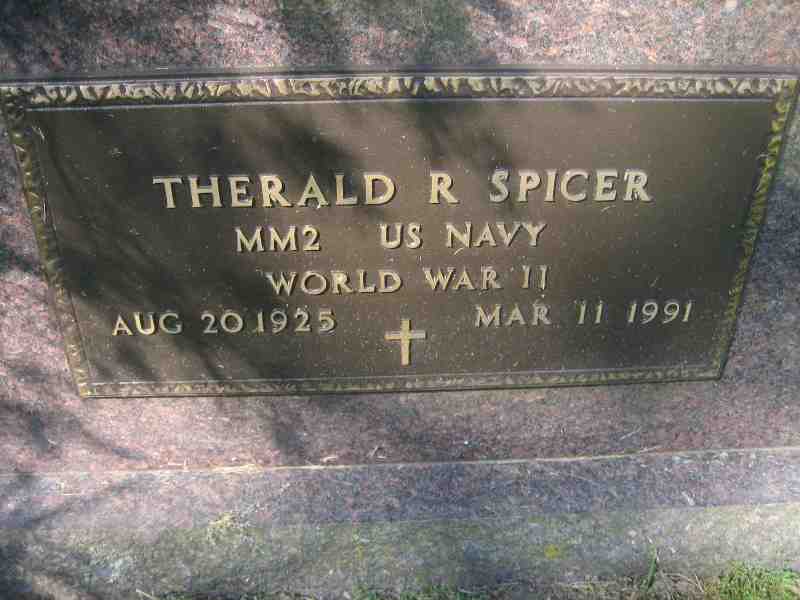 THERALD R SPICER
MM2 US NAVY
WORLD WAR II
AUG 20 1925 MAR 11 1991